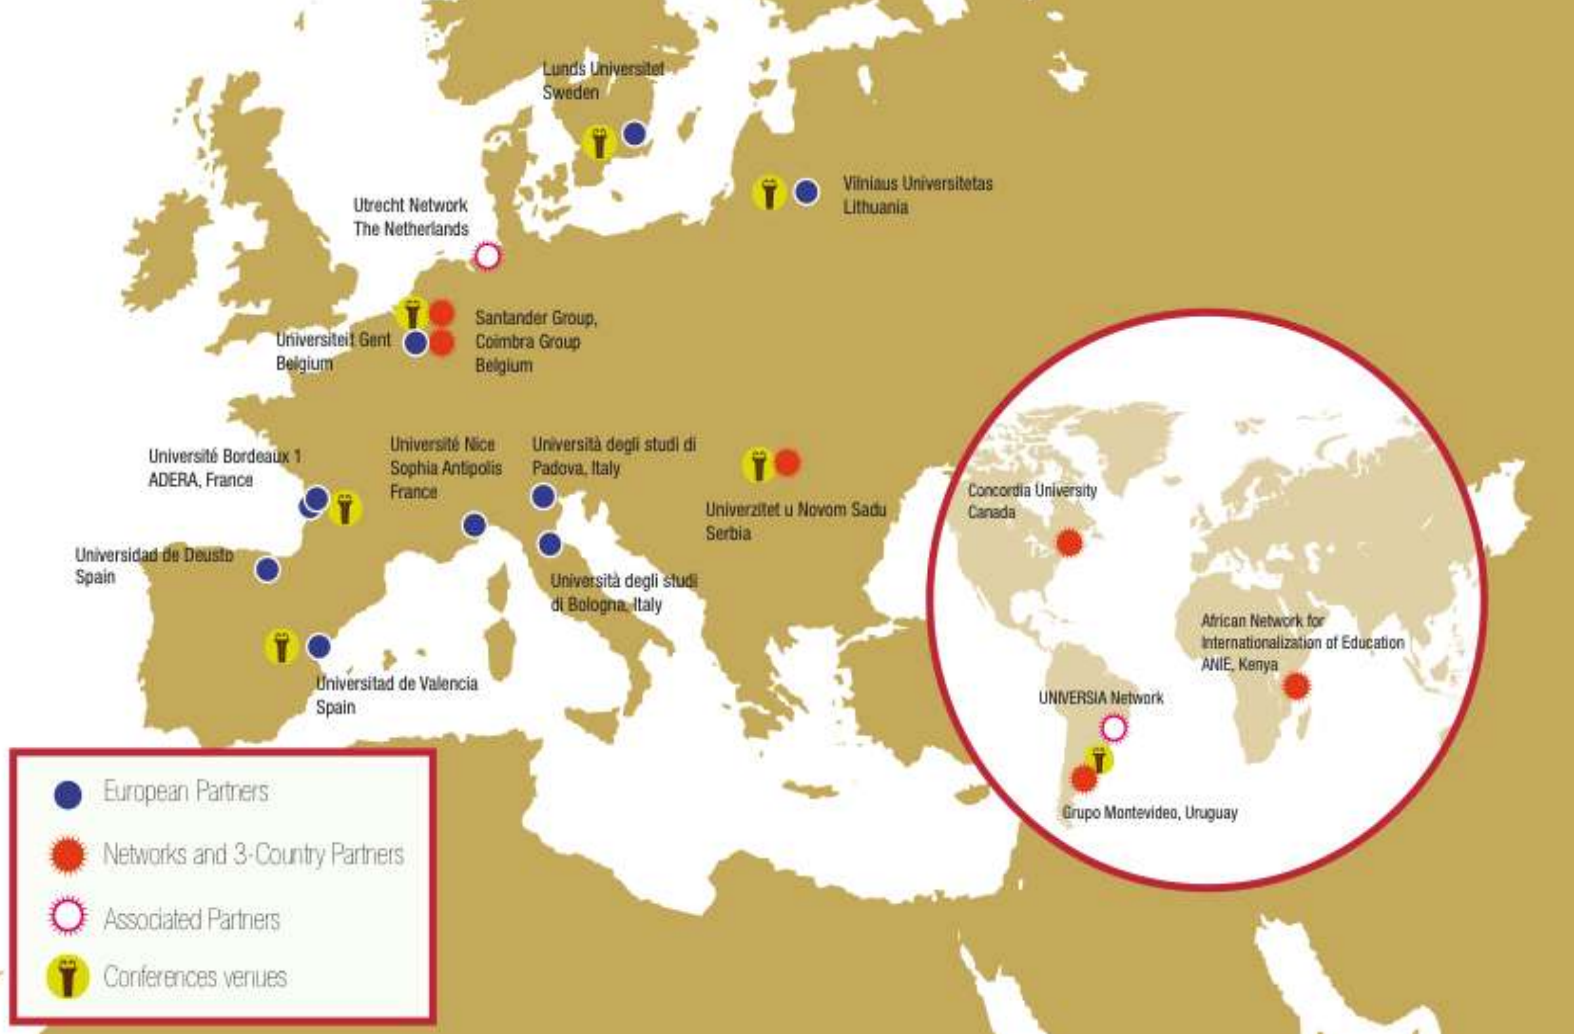 Lunds Universitet
Sweden
Vilniaus Universitetas
Lithuania
Utrecht Network
The Netherlands
Santander Group,
Coimbra Group
Belgium
Universiteit Gent
Belgium
Université Bordeaux 1
ADERA, France
Université Nice
Sophia Antipolis
France
Università degli studi di
Padova, Italy
Univerzitet u Novom Sadu
Serbia
Universidad de Deusto
Spain
Università degli studi
di Bologna, Italy
Universitad de Valencia
Spain
Concordia University
Canada
African Network for
Internationalization of Education
ANIE, Kenya
UNIVERSIA Network
Grupo Montevideo, Uruguay
European Partners
Networks and 3-Country Partners
Associated Partners
Conferences venues